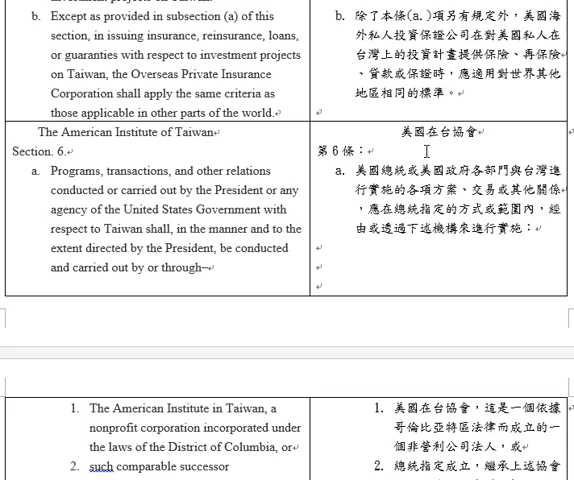 b. Except as provided in subsection (a) of this
section, in issuing insurance, reinsurance, loans,
or guaranties with respect to investment projects
on Taiwan, the Overseas Private Insurance
Corporation shall apply the same criteria as
those applicable in other parts of the world.
b. 除了本條(a.)項另有規定外，美國海
外私人投資保證公司在對美國私人在
台灣上的投資計畫提供保險、再保險
、貸款或保證時，應適用對世界其他
地區相同的標準。
The American Institute of Taiwan
Section. 6.
a. Programs, transactions, and other relations
conducted or carried out by the President or any
agency of the United States Government with
respect to Taiwan shall, in the manner and to the
extent directed by the President, be conducted
and carried out by or through─
美國在台協會
第 6 條：
a. 美國總統或美國政府各部門與台灣進
行實施的各項方案、交易或其他關係
，應在總統指定的方式或範圍內，經
由或透過下述機構來進行實施：
1. The American Institute in Taiwan, a
nonprofit corporation incorporated under
the laws of the District of Columbia, or
2. such comparable successor
1. 美國在台協會，這是一個依據
哥倫比亞特區法律而成立的一
個非營利公司法人，或
2. 總統指定成立，繼承上述協會